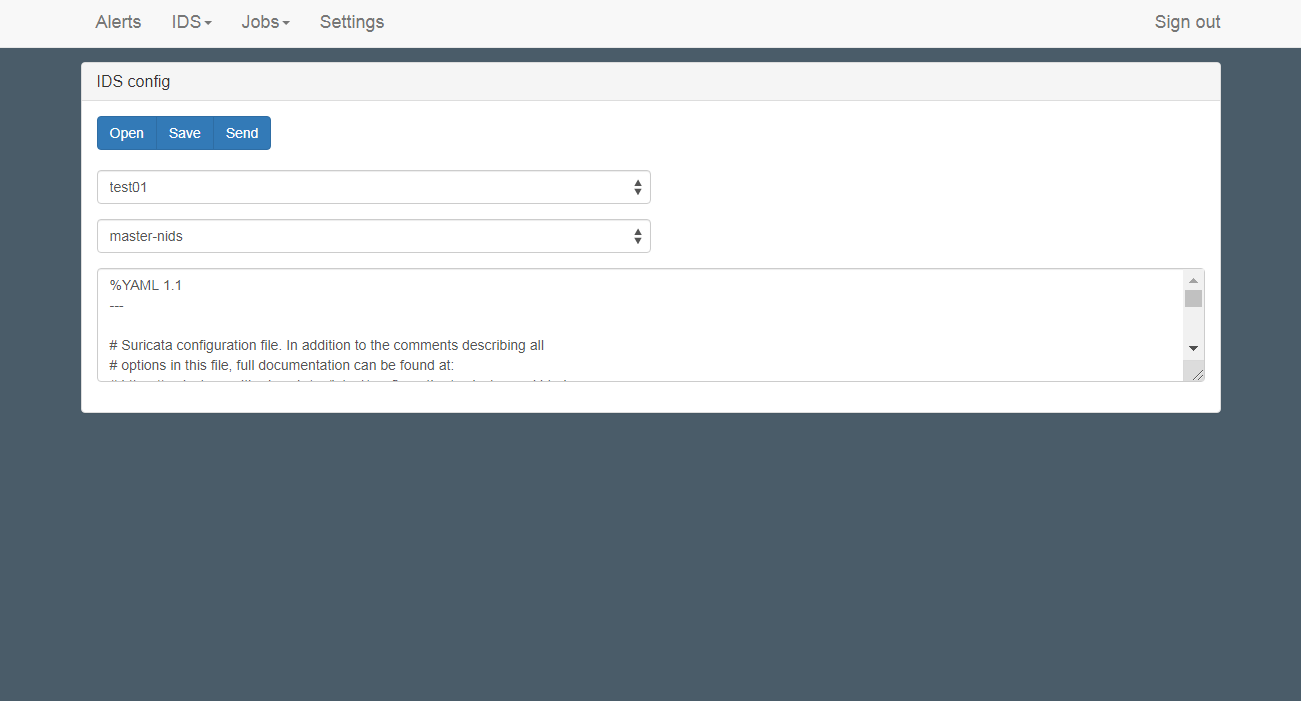 Alerts IDS Jobs Settings Sign out
IDS config
Open Save Send
test01
master-nids
%YAML 1.1
---
# Suricata configuration file. In addition to the comments describing all
# options in this file, full documentation can be found at: